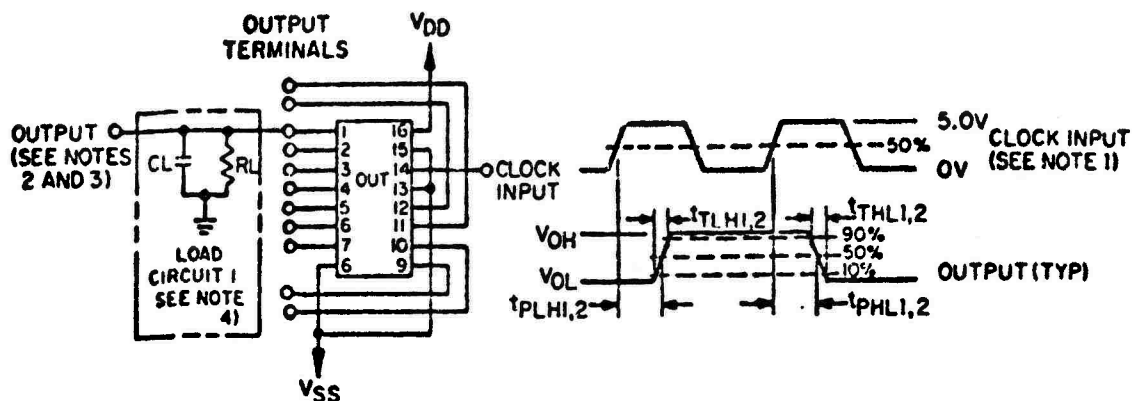 OUTPUT
TERMINALS
VDD
OUTPUT
(SEE NOTES
2 AND 3)
CL
RL
LOAD
CIRCUIT 1
SEE NOTE
4)
1 16
2 15
3 14
4 OUT 13
5 12
6 11
7 10
6 9
VSS
CLOCK
INPUT
5.0V
50%
0V
CLOCK INPUT
(SEE NOTE 1)
tTLH1,2
tTHL1,2
VOH
90%
50%
VOL
10%
OUTPUT (TYP)
tPLH1,2
tPHL1,2